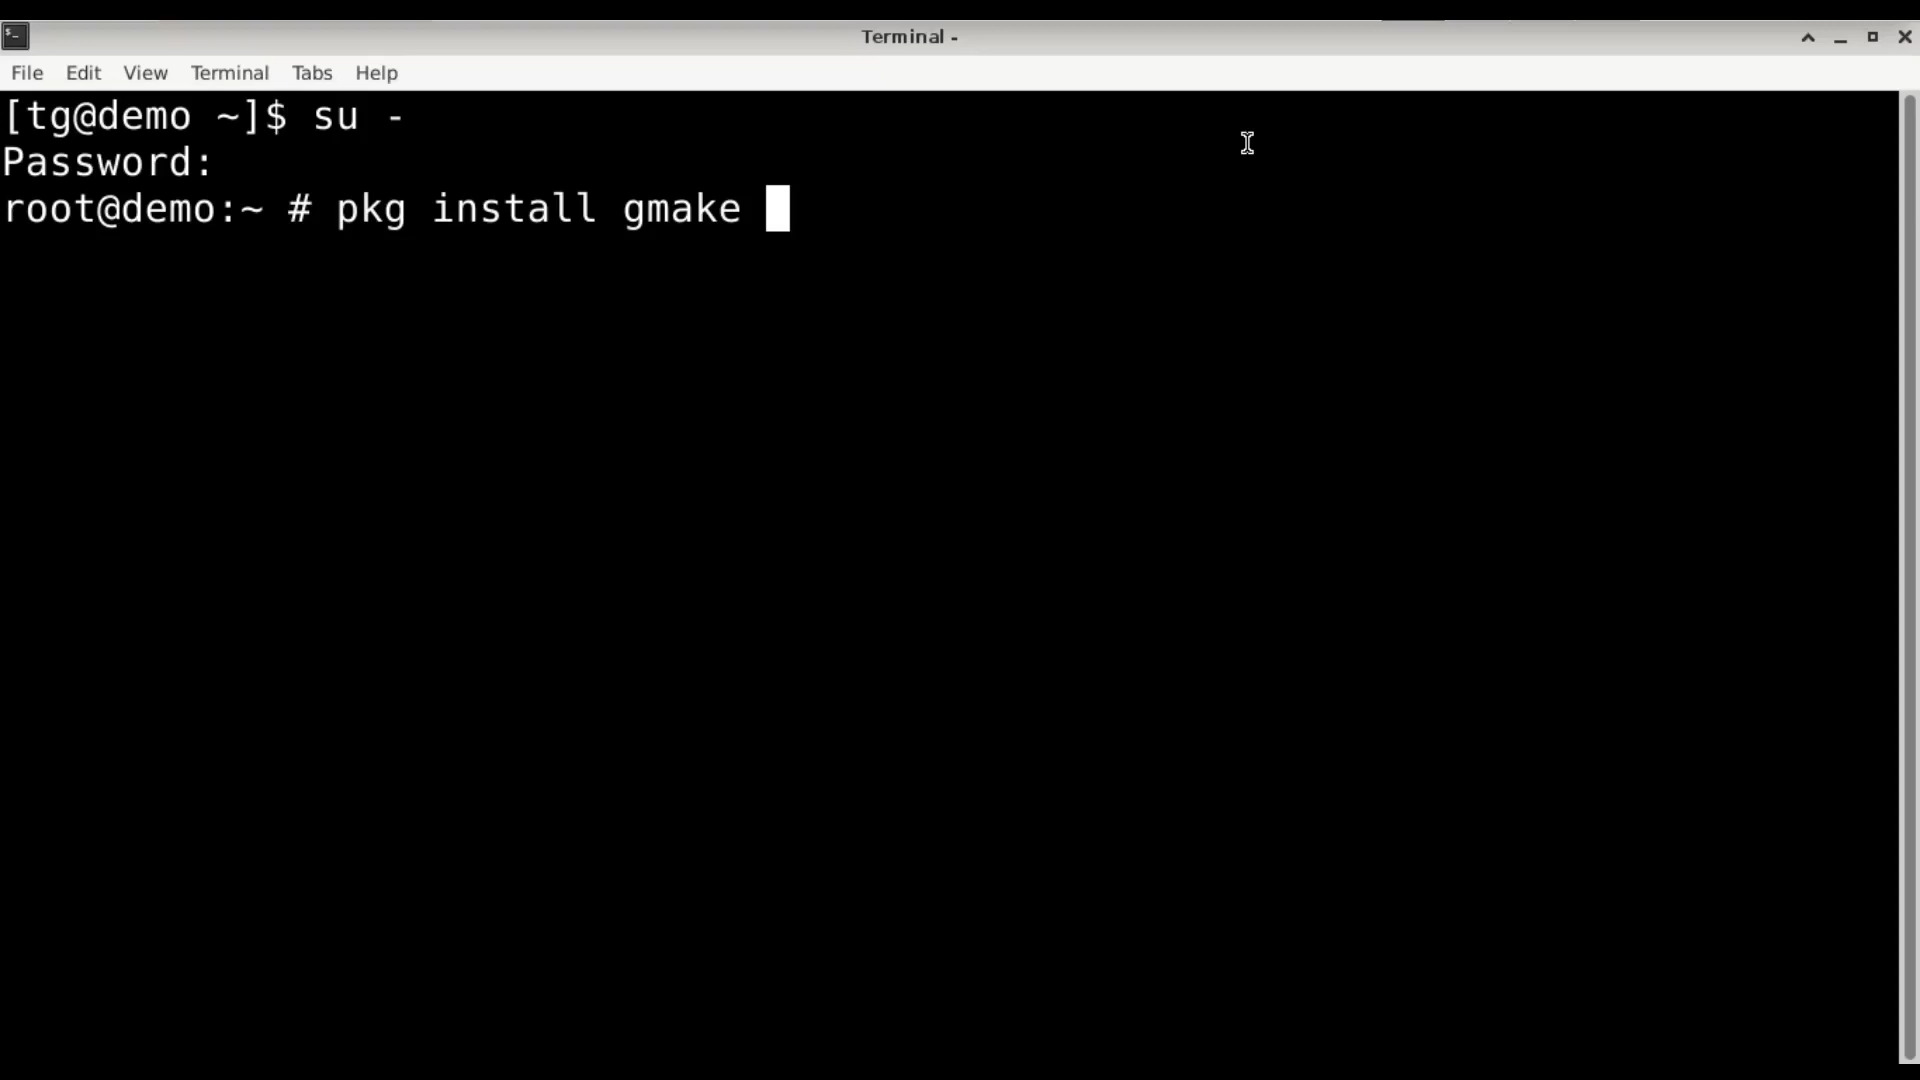 Terminal -
File Edit View Terminal Tabs Help
[tg@demo ~]$ su -
Password:
root@demo:~ # pkg install gmake